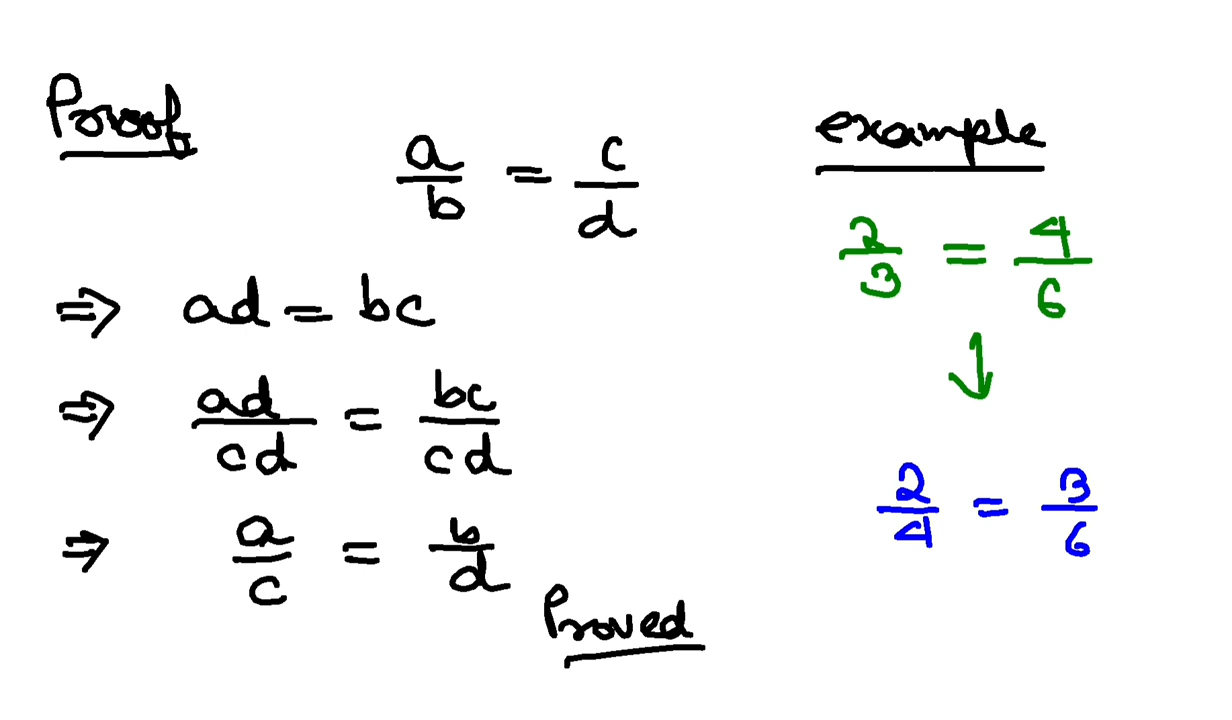 Proof
a/b = c/d
⇒ ad = bc
⇒ ad/cd = bc/cd
⇒ a/c = b/d
Proved
example
2/3 = 4/6
↓
2/4 = 3/6